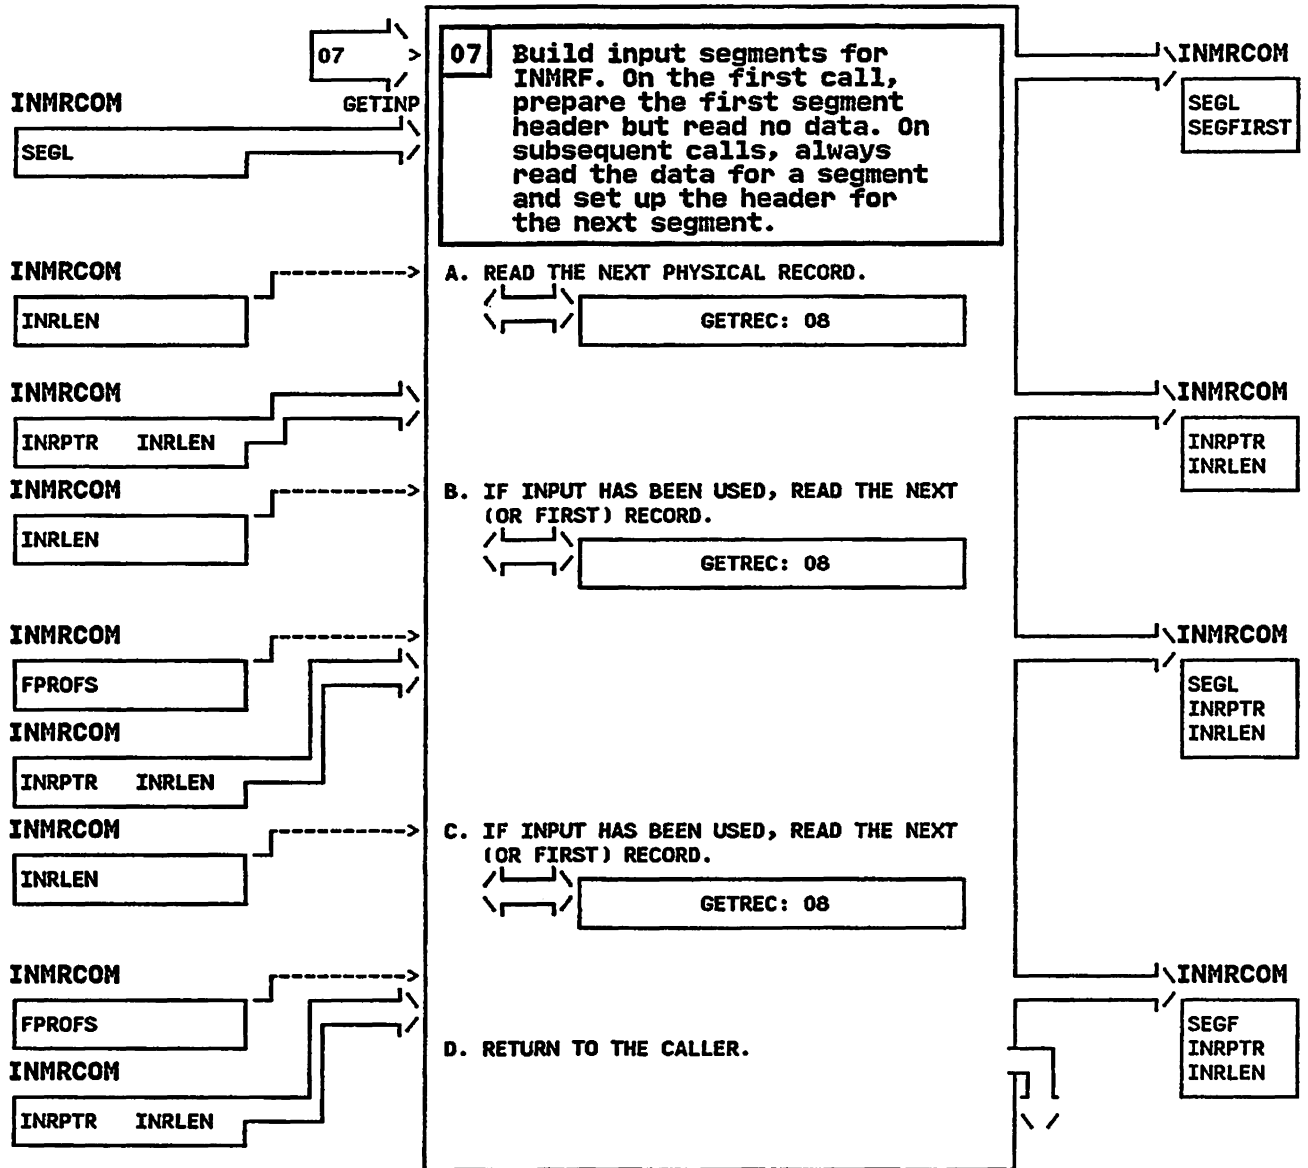 07
GETINP
INMRCOM
SEGL
07 Build input segments for
INMRF. On the first call,
prepare the first segment
header but read no data. On
subsequent calls, always
read the data for a segment
and set up the header for
the next segment.
INMRCOM
SEGL
SEGFIRST
INMRCOM
INRLEN
A. READ THE NEXT PHYSICAL RECORD.
GETREC: 08
INMRCOM
INRPTR INRLEN
INMRCOM
INRPTR
INRLEN
INMRCOM
INRLEN
B. IF INPUT HAS BEEN USED, READ THE NEXT
(OR FIRST) RECORD.
GETREC: 08
INMRCOM
FPROFS
INMRCOM
INRPTR INRLEN
INMRCOM
SEGL
INRPTR
INRLEN
INMRCOM
INRLEN
C. IF INPUT HAS BEEN USED, READ THE NEXT
(OR FIRST) RECORD.
GETREC: 08
INMRCOM
FPROFS
INMRCOM
INRPTR INRLEN
D. RETURN TO THE CALLER.
INMRCOM
SEGF
INRPTR
INRLEN